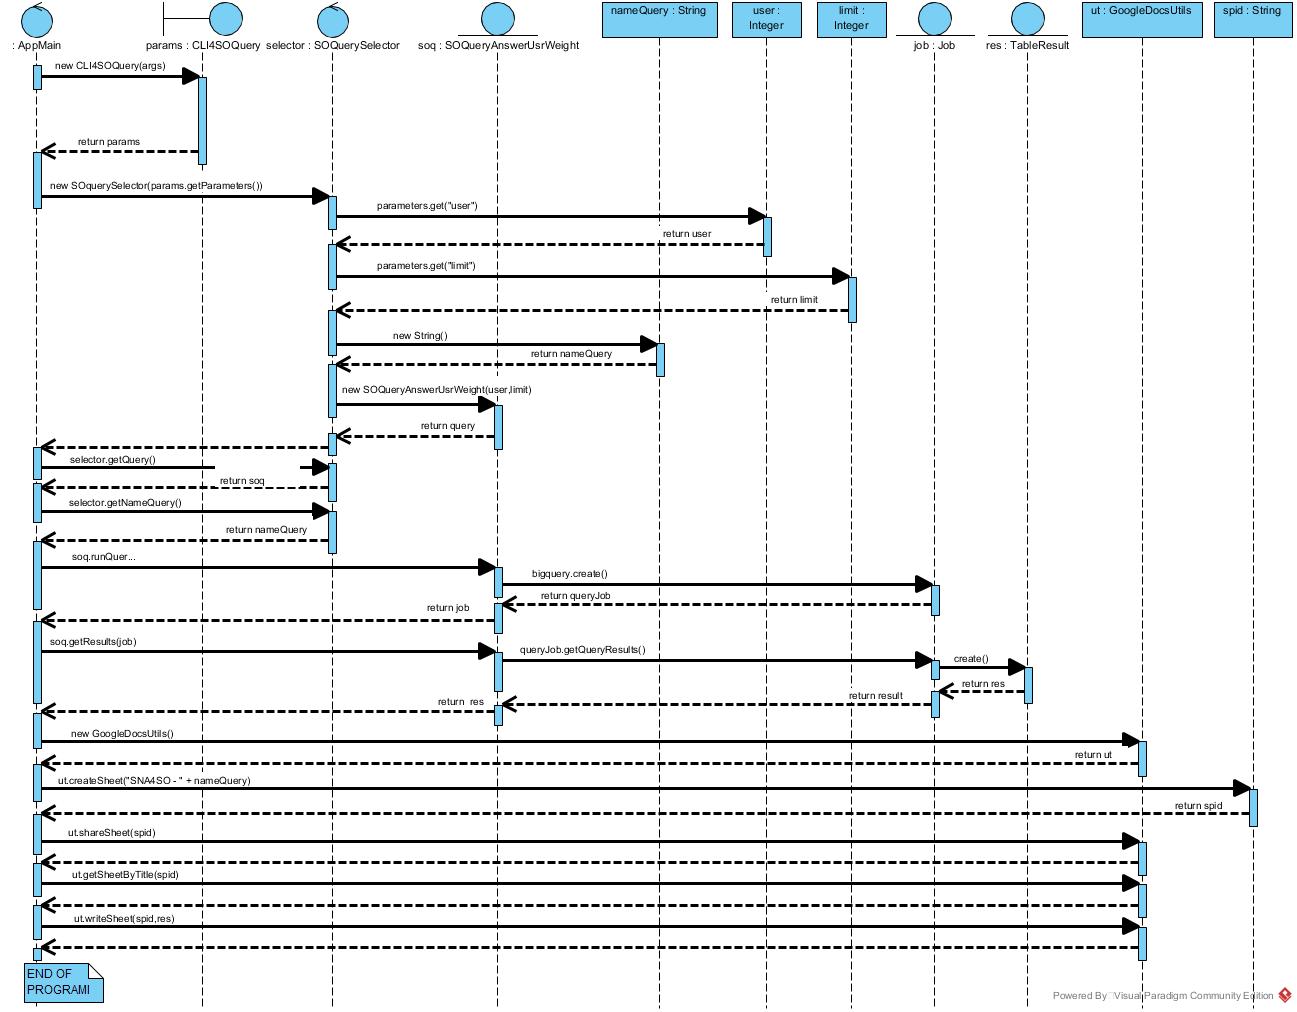 nameQuery : String
user :
Integer
limit :
Integer
ut : GoogleDocsUtils
spid : String
: AppMain
params : CLI4SOQuery
selector : SOQuerySelector
soq : SOQueryAnswerUsrWeight
job : Job
res : TableResult
new CLI4SOQuery(args)
return params
new SOquerySelector(params.getParameters())
parameters.get("user")
return user
parameters.get("limit")
return limit
new String()
return nameQuery
new SOQueryAnswerUsrWeight(user,limit)
return query
selector.getQuery()
return soq
selector.getNameQuery()
return nameQuery
soq.runQuer...
bigquery.create()
return queryJob
return job
soq.getResults(job)
queryJob.getQueryResults()
create()
return res
return result
return res
new GoogleDocsUtils()
return ut
ut.createSheet("SNA4SO - " + nameQuery)
return spid
ut.shareSheet(spid)
ut.getSheetByTitle(spid)
ut.writeSheet(spid,res)
END OF
PROGRAM!
Powered By Visual Paradigm Community Edition